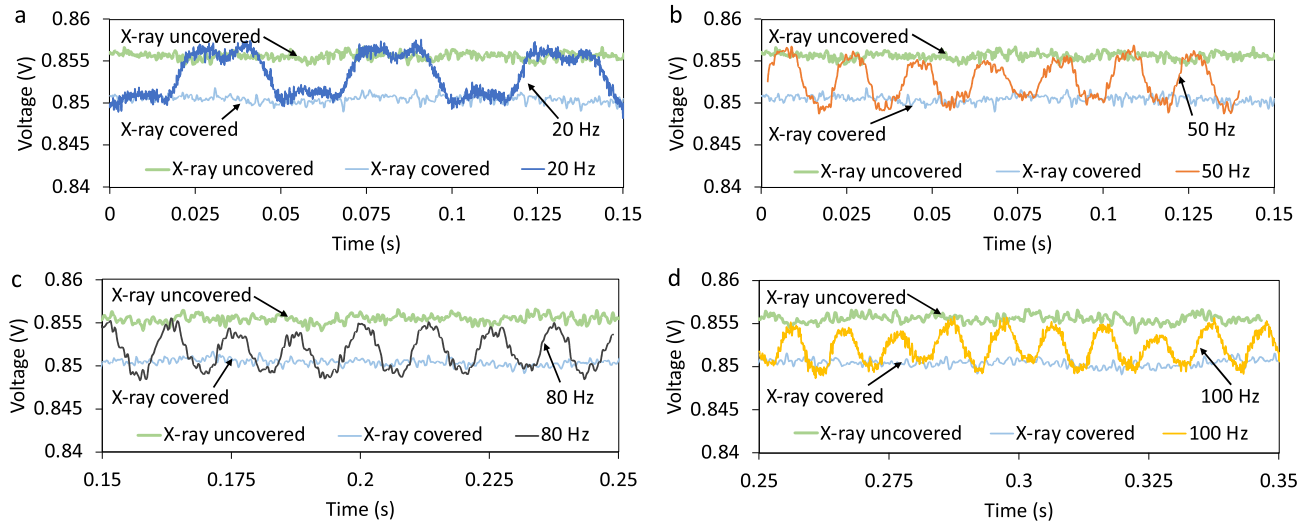 a
0.86
0.855
0.85
0.845
0.84
Voltage (V)
X-ray uncovered
X-ray covered
20 Hz
X-ray uncovered X-ray covered 20 Hz
0 0.025 0.05 0.075 0.1 0.125 0.15
Time (s)
b
0.86
0.855
0.85
0.845
0.84
Voltage (V)
X-ray uncovered
X-ray covered
50 Hz
X-ray uncovered X-ray covered 50 Hz
0 0.025 0.05 0.075 0.1 0.125 0.15
Time (s)
c
0.86
0.855
0.85
0.845
0.84
Voltage (V)
X-ray uncovered
X-ray covered
80 Hz
X-ray uncovered X-ray covered 80 Hz
0.15 0.175 0.2 0.225 0.25
Time (s)
d
0.86
0.855
0.85
0.845
0.84
Voltage (V)
X-ray uncovered
X-ray covered
100 Hz
X-ray uncovered X-ray covered 100 Hz
0.25 0.275 0.3 0.325 0.35
Time (s)